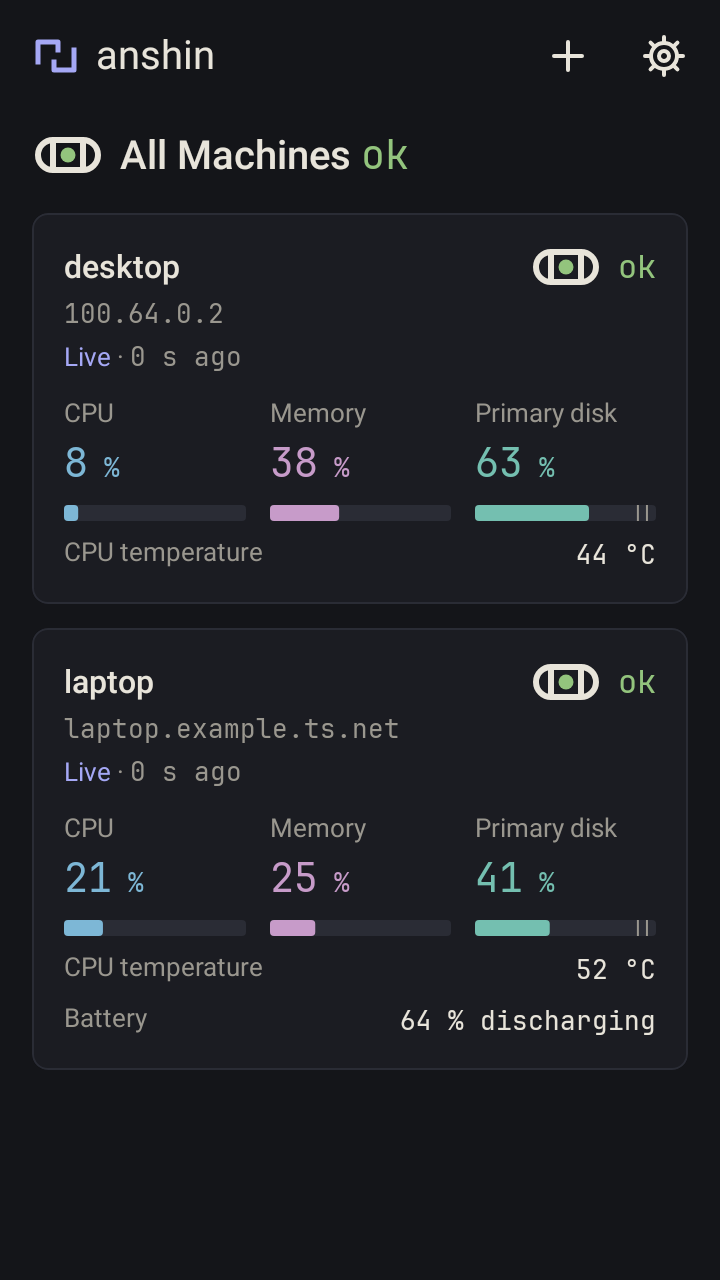 anshin
All Machines ok
desktop ok
100.64.0.2
Live · 0 s ago
CPU Memory Primary disk
8 % 38 % 63 %
CPU temperature 44 °C
laptop ok
laptop.example.ts.net
Live · 0 s ago
CPU Memory Primary disk
21 % 25 % 41 %
CPU temperature 52 °C
Battery 64 % discharging